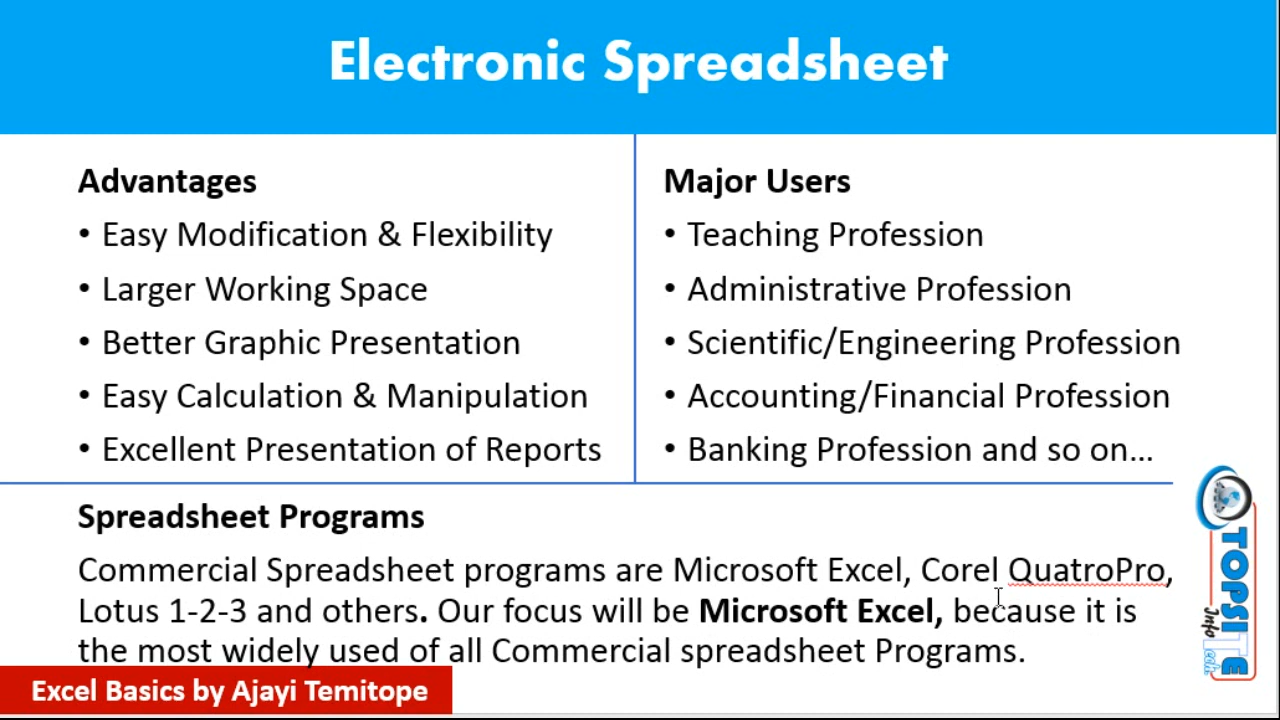 Electronic Spreadsheet
Advantages
• Easy Modification & Flexibility
• Larger Working Space
• Better Graphic Presentation
• Easy Calculation & Manipulation
• Excellent Presentation of Reports
Major Users
• Teaching Profession
• Administrative Profession
• Scientific/Engineering Profession
• Accounting/Financial Profession
• Banking Profession and so on…
Spreadsheet Programs
Commercial Spreadsheet programs are Microsoft Excel, Corel QuatroPro,
Lotus 1-2-3 and others. Our focus will be Microsoft Excel, because it is
the most widely used of all Commercial spreadsheet Programs.
Excel Basics by Ajayi Temitope
TOPSITE
Info